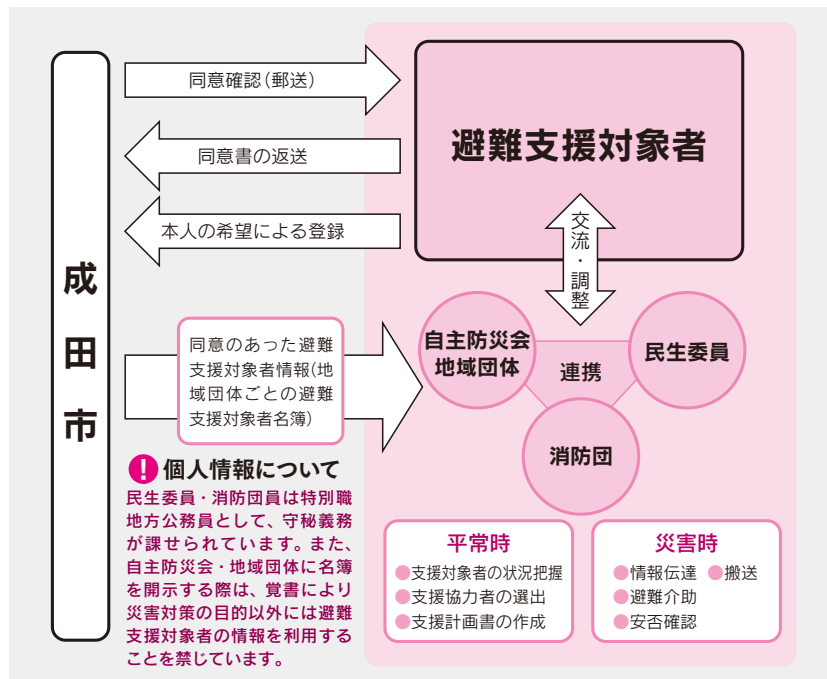 成田市
同意確認（郵送）
同意書の返送
本人の希望による登録
避難支援対象者
交流・調整
同意のあった避難
支援対象者情報(地
域団体ごとの避難
支援対象者名簿)
自主防災会
地域団体
連携
民生委員
消防団
! 個人情報について
民生委員・消防団員は特別職
地方公務員として、守秘義務
が課せられています。また、
自主防災会・地域団体に名簿
を開示する際は、覚書により
災害対策の目的以外には避難
支援対象者の情報を利用する
ことを禁じています。
平常時
●支援対象者の状況把握
●支援協力者の選出
●支援計画書の作成
災害時
●情報伝達 ●搬送
●避難介助
●安否確認